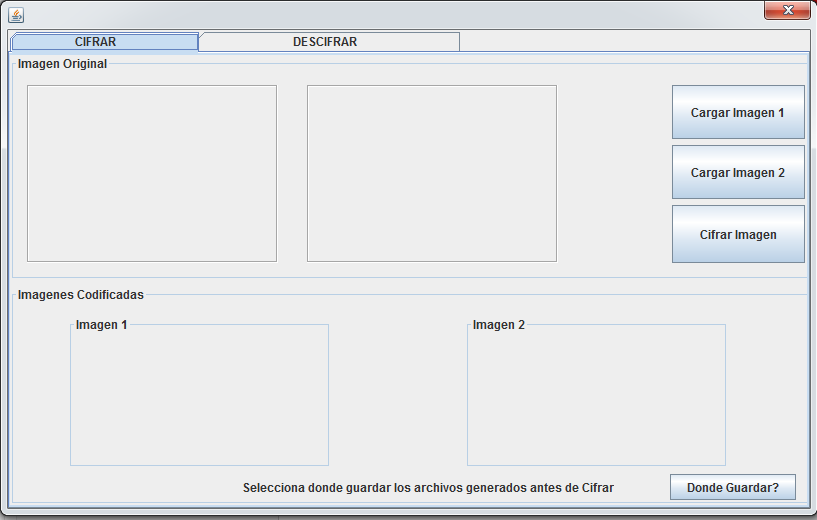 CIFRAR DESCIFRAR
Imagen Original
Cargar Imagen 1
Cargar Imagen 2
Cifrar Imagen
Imagenes Codificadas
Imagen 1 Imagen 2
Selecciona donde guardar los archivos generados antes de Cifrar Donde Guardar?